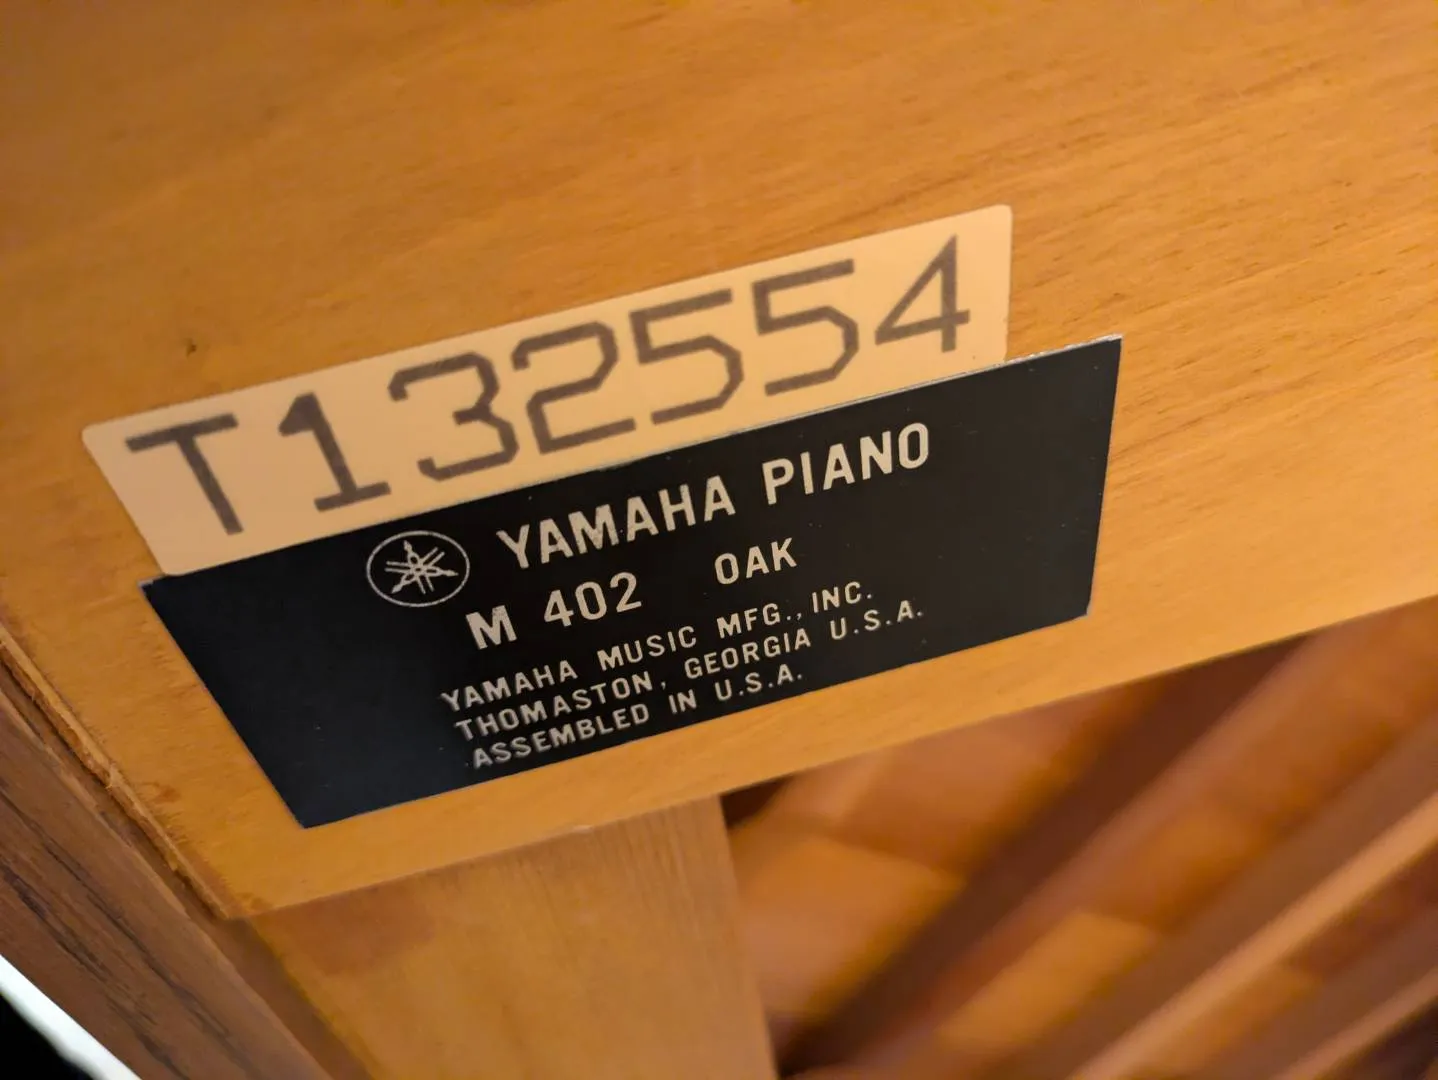 T132554
YAMAHA PIANO
M 402 OAK
YAMAHA MUSIC MFG., INC.
THOMASTON, GEORGIA U.S.A.
ASSEMBLED IN U.S.A.